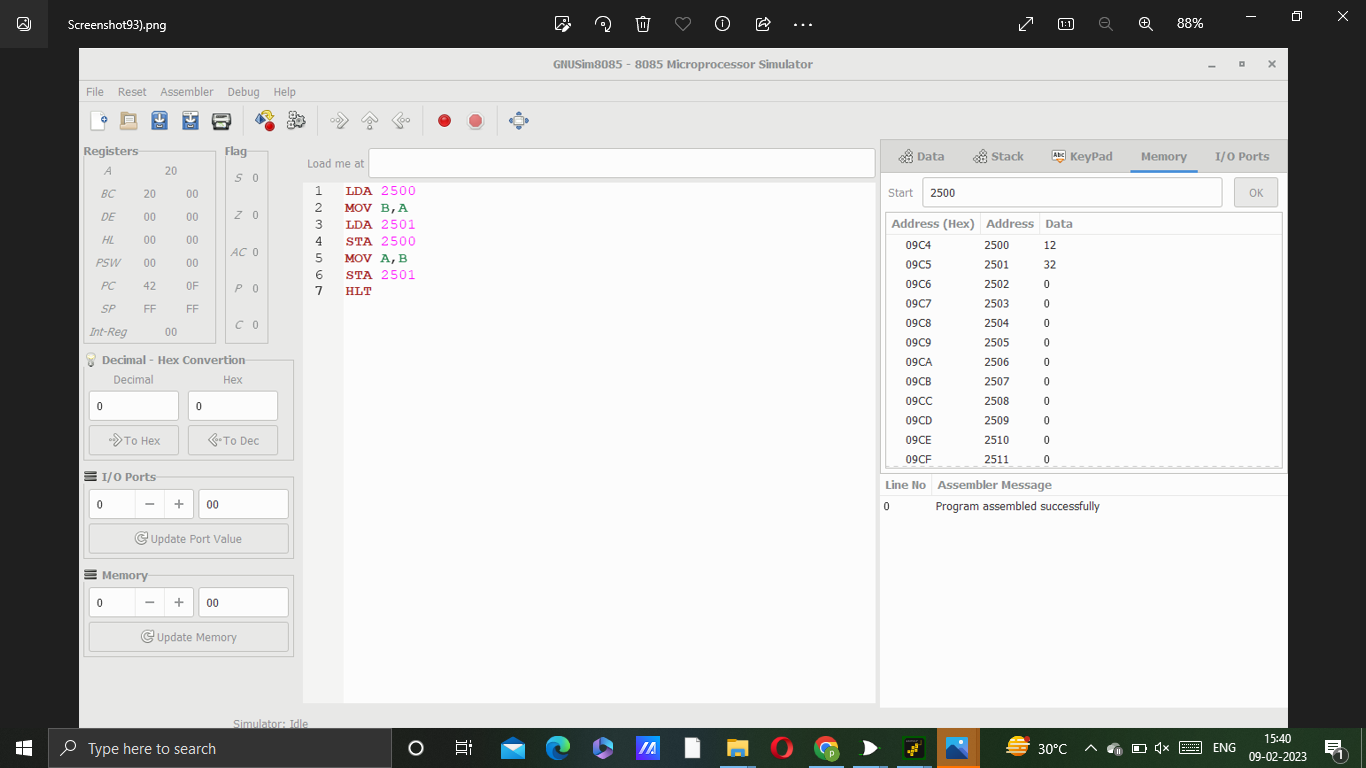 Screenshot93).png
88%
GNUSim8085 - 8085 Microprocessor Simulator
File Reset Assembler Debug Help
Registers
A 20
BC 20 00
DE 00 00
HL 00 00
PSW 00 00
PC 42 0F
SP FF FF
Int-Reg 00
Flag
S 0
Z 0
AC 0
P 0
C 0
Decimal - Hex Convertion
Decimal Hex
0 0
To Hex To Dec
I/O Ports
0 − + 00
Update Port Value
Memory
0 − + 00
Update Memory
Load me at
1 LDA 2500
2 MOV B,A
3 LDA 2501
4 STA 2500
5 MOV A,B
6 STA 2501
7 HLT
Data Stack Abc KeyPad Memory I/O Ports
Start 2500 OK
Address (Hex) Address Data
09C4 2500 12
09C5 2501 32
09C6 2502 0
09C7 2503 0
09C8 2504 0
09C9 2505 0
09CA 2506 0
09CB 2507 0
09CC 2508 0
09CD 2509 0
09CE 2510 0
09CF 2511 0
Line No Assembler Message
0 Program assembled successfully
Simulator: Idle
Type here to search
30°C
ENG
15:40
09-02-2023
1